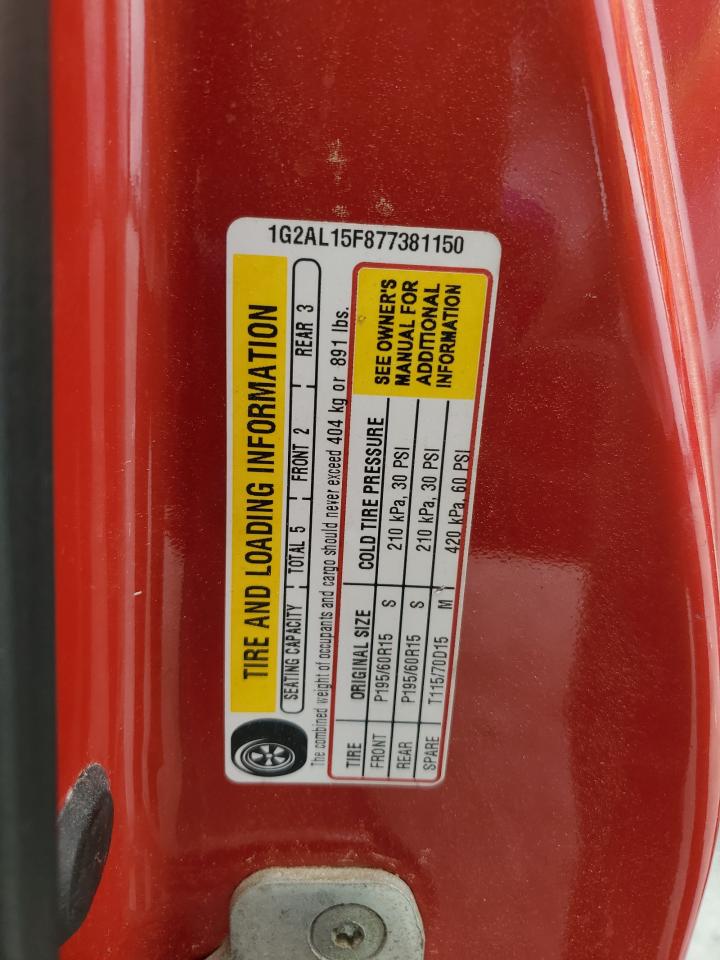 1G2AL15F877381150
TIRE AND LOADING INFORMATION
SEATING CAPACITY TOTAL 5 FRONT 2 REAR 3
The combined weight of occupants and cargo should never exceed 404 kg or 891 lbs.
TIRE ORIGINAL SIZE COLD TIRE PRESSURE
FRONT P195/60R15 S 210 kPa, 30 PSI
REAR P195/60R15 S 210 kPa, 30 PSI
SPARE T115/70D15 M 420 kPa, 60 PSI
SEE OWNER'S
MANUAL FOR
ADDITIONAL
INFORMATION